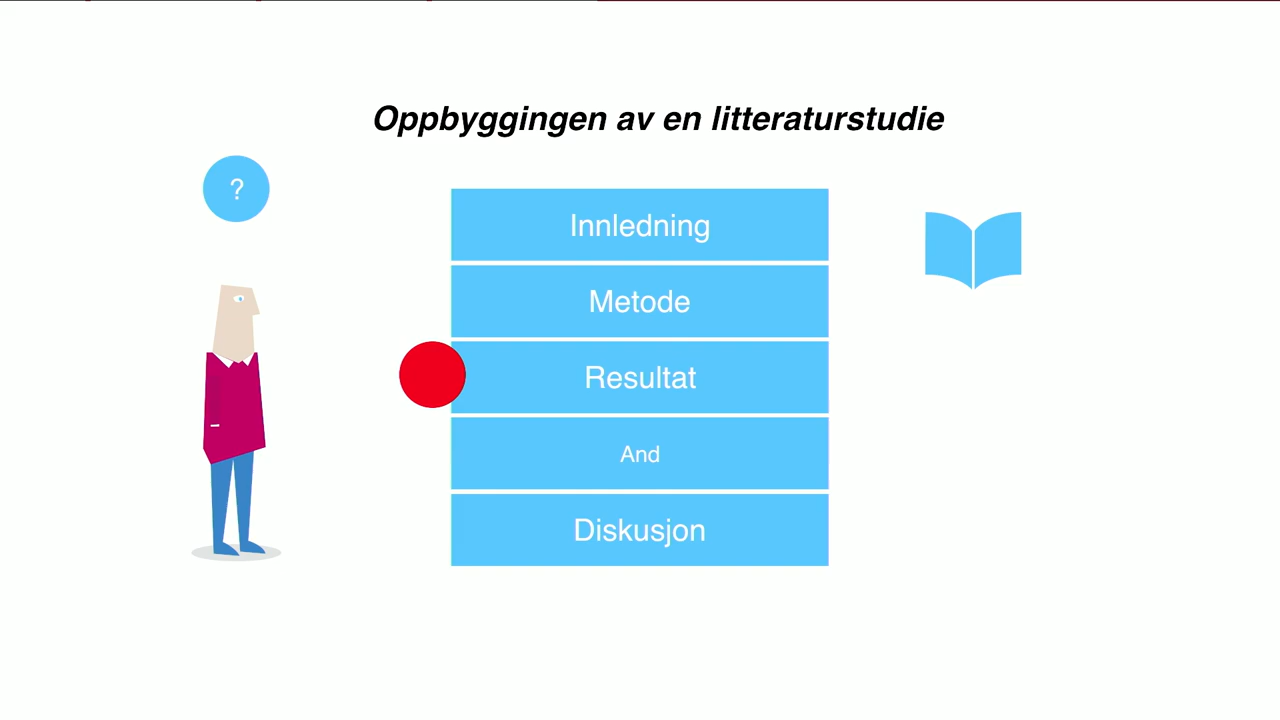 Oppbyggingen av en litteraturstudie
?
Innledning
Metode
Resultat
And
Diskusjon